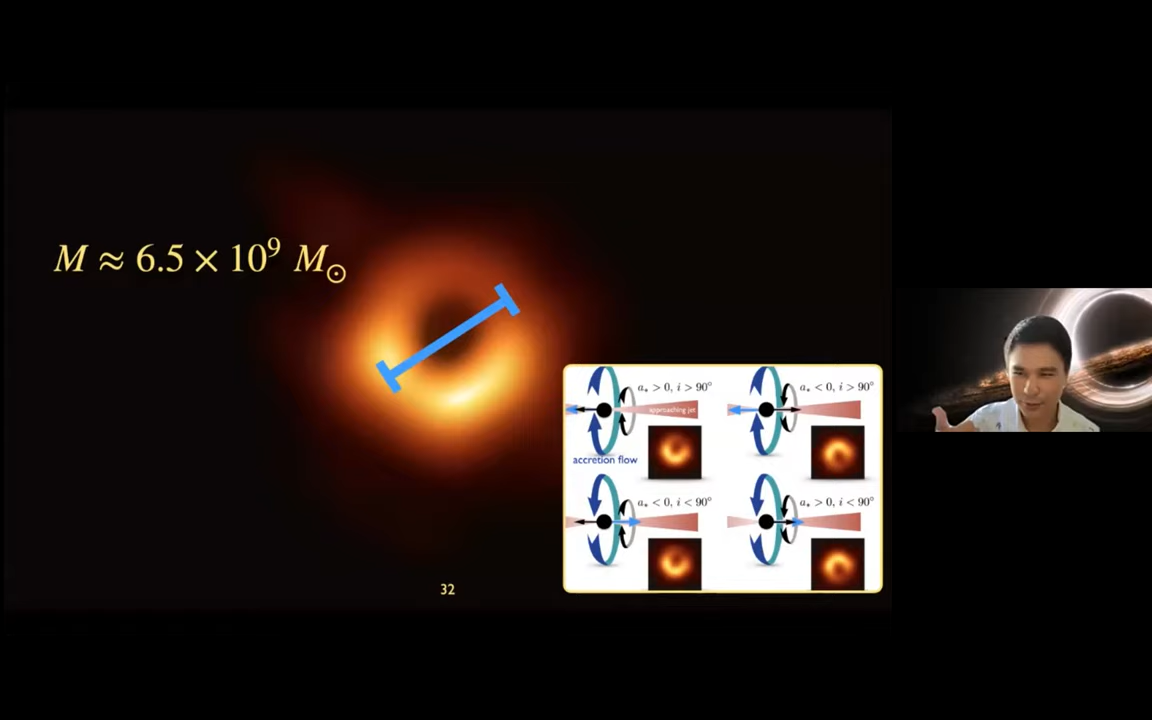 M ≈ 6.5 × 10⁹ M☉
a* > 0, i > 90°
a* < 0, i > 90°
approaching jet
accretion flow
a* < 0, i < 90°
a* > 0, i < 90°
32